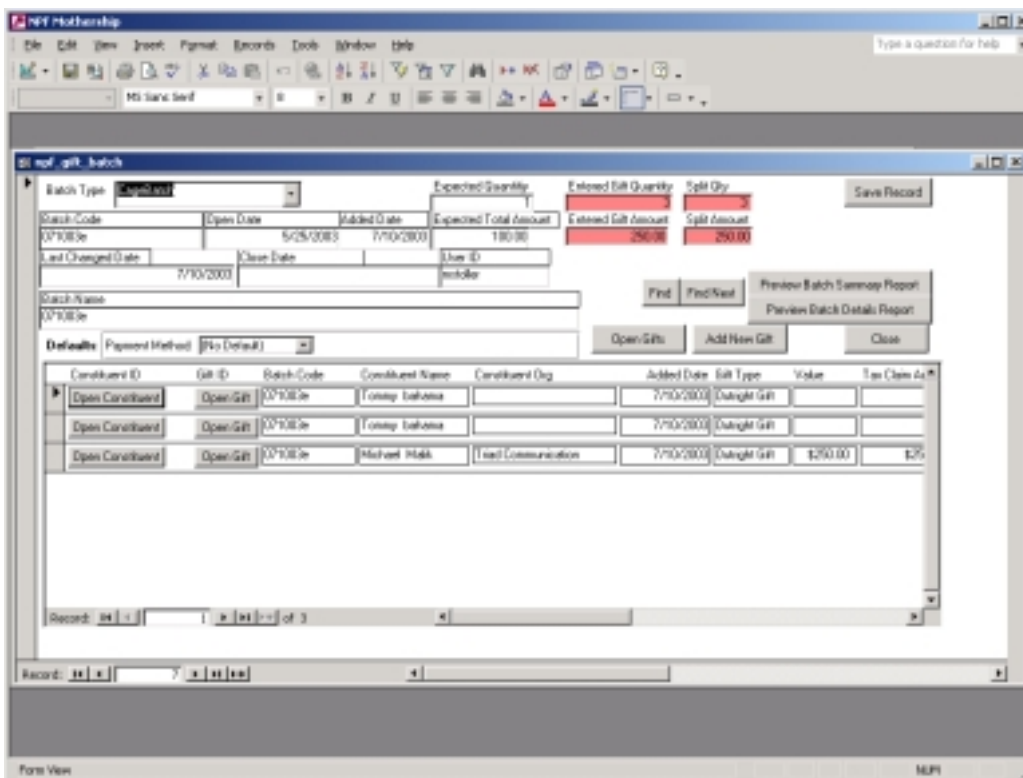 NPF Mothership
File Edit View Insert Format Records Tools Window Help
Type a question for help
MS Sans Serif 8 B I U A
npf_gift_batch
Batch Type
Expected Quantity Entered Gift Quantity Split Qty
Save Record
1 3 3
Batch Code Open Date Added Date Expected Total Amount Entered Gift Amount Split Amount
071003e 5/25/2003 7/10/2003 100.00 250.00 250.00
Last Changed Date Close Date User ID
7/10/2003
Find Find Next Preview Batch Summary Report
Batch Name
071003e
Preview Batch Details Report
Defaults Payment Method (No Default)
Open Gifts Add New Gift Close
Constituent ID Gift ID Batch Code Constituent Name Constituent Org Added Date Gift Type Value Tax Claim
Open Constituent Open Gift 071003e Tommy bahama 7/10/2003 Outright Gift
Open Constituent Open Gift 071003e Tommy bahama 7/10/2003 Outright Gift
Open Constituent Open Gift 071003e Michael Malik Triad Communication 7/10/2003 Outright Gift $250.00 $25
Record: 1 of 3
Record: 7
Form View NUM